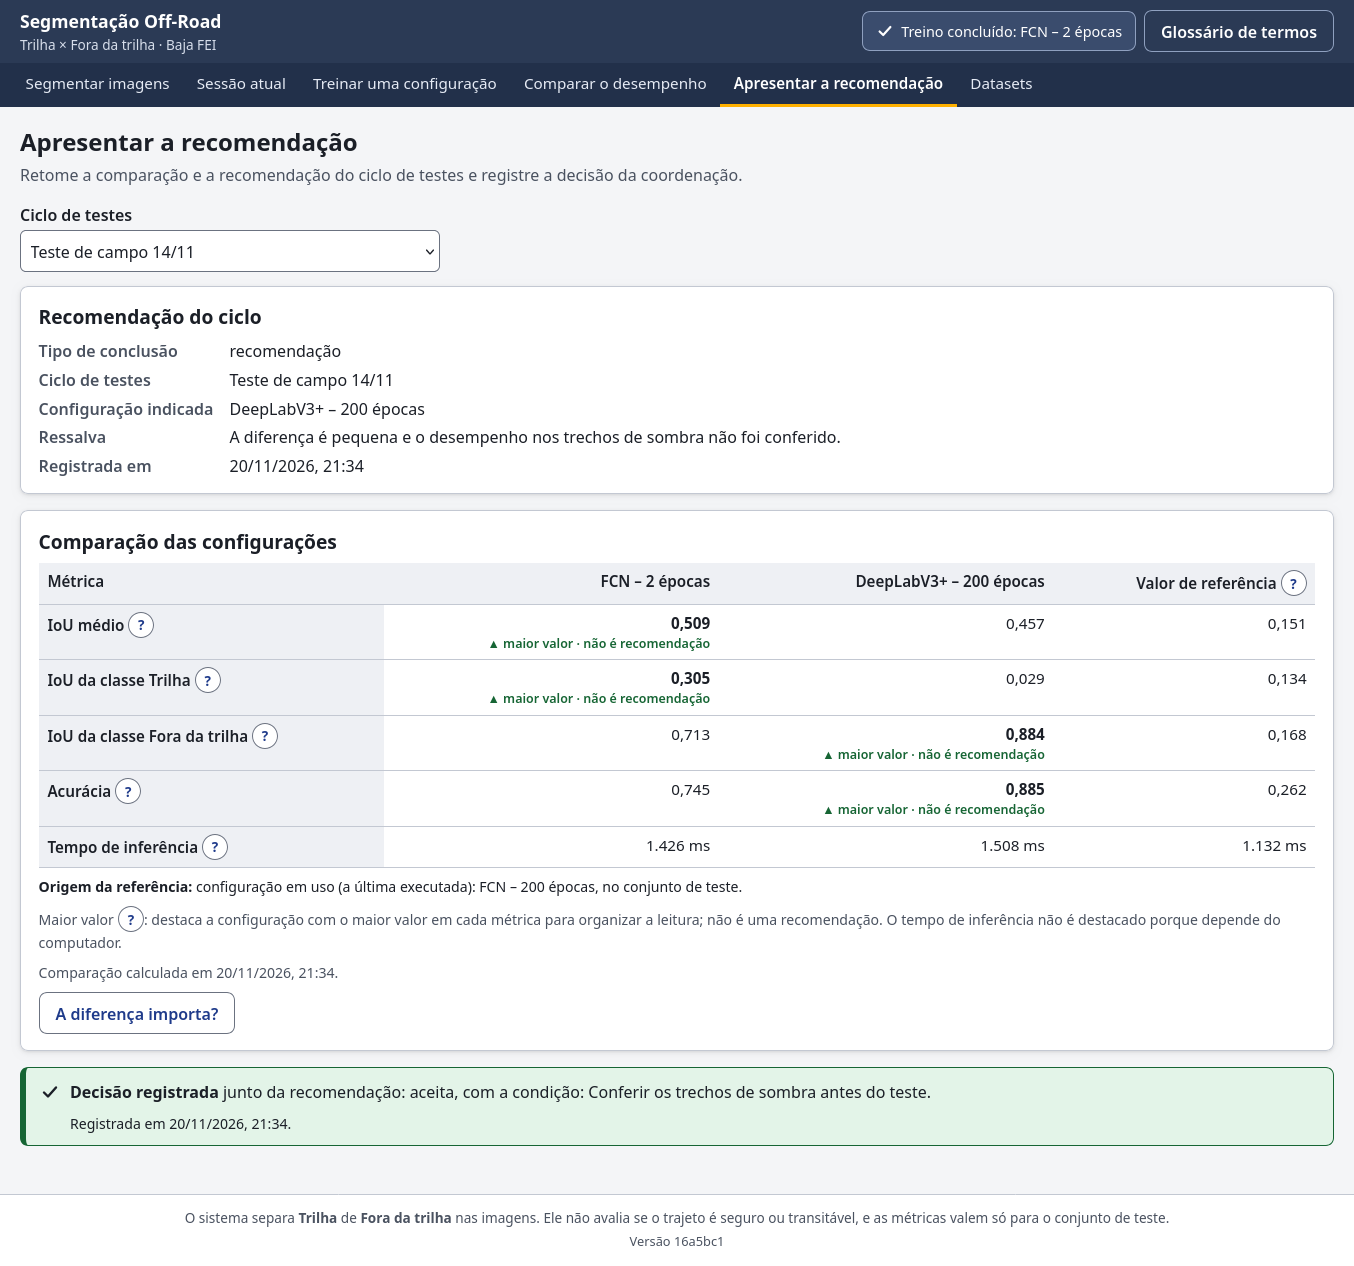 Segmentação Off-Road
Trilha × Fora da trilha · Baja FEI
Treino concluído: FCN – 2 épocas
Glossário de termos
Segmentar imagens
Sessão atual
Treinar uma configuração
Comparar o desempenho
Apresentar a recomendação
Datasets
Apresentar a recomendação
Retome a comparação e a recomendação do ciclo de testes e registre a decisão da coordenação.
Ciclo de testes
Teste de campo 14/11
Recomendação do ciclo
Tipo de conclusão recomendação
Ciclo de testes Teste de campo 14/11
Configuração indicada DeepLabV3+ – 200 épocas
Ressalva A diferença é pequena e o desempenho nos trechos de sombra não foi conferido.
Registrada em 20/11/2026, 21:34
Comparação das configurações
Métrica FCN – 2 épocas DeepLabV3+ – 200 épocas Valor de referência ?
IoU médio ? 0,509 0,457 0,151
▲ maior valor · não é recomendação
IoU da classe Trilha ? 0,305 0,029 0,134
▲ maior valor · não é recomendação
IoU da classe Fora da trilha ? 0,713 0,884 0,168
▲ maior valor · não é recomendação
Acurácia ? 0,745 0,885 0,262
▲ maior valor · não é recomendação
Tempo de inferência ? 1.426 ms 1.508 ms 1.132 ms
Origem da referência: configuração em uso (a última executada): FCN – 200 épocas, no conjunto de teste.
Maior valor ?: destaca a configuração com o maior valor em cada métrica para organizar a leitura; não é uma recomendação. O tempo de inferência não é destacado porque depende do
computador.
Comparação calculada em 20/11/2026, 21:34.
A diferença importa?
Decisão registrada junto da recomendação: aceita, com a condição: Conferir os trechos de sombra antes do teste.
Registrada em 20/11/2026, 21:34.
O sistema separa Trilha de Fora da trilha nas imagens. Ele não avalia se o trajeto é seguro ou transitável, e as métricas valem só para o conjunto de teste.
Versão 16a5bc1